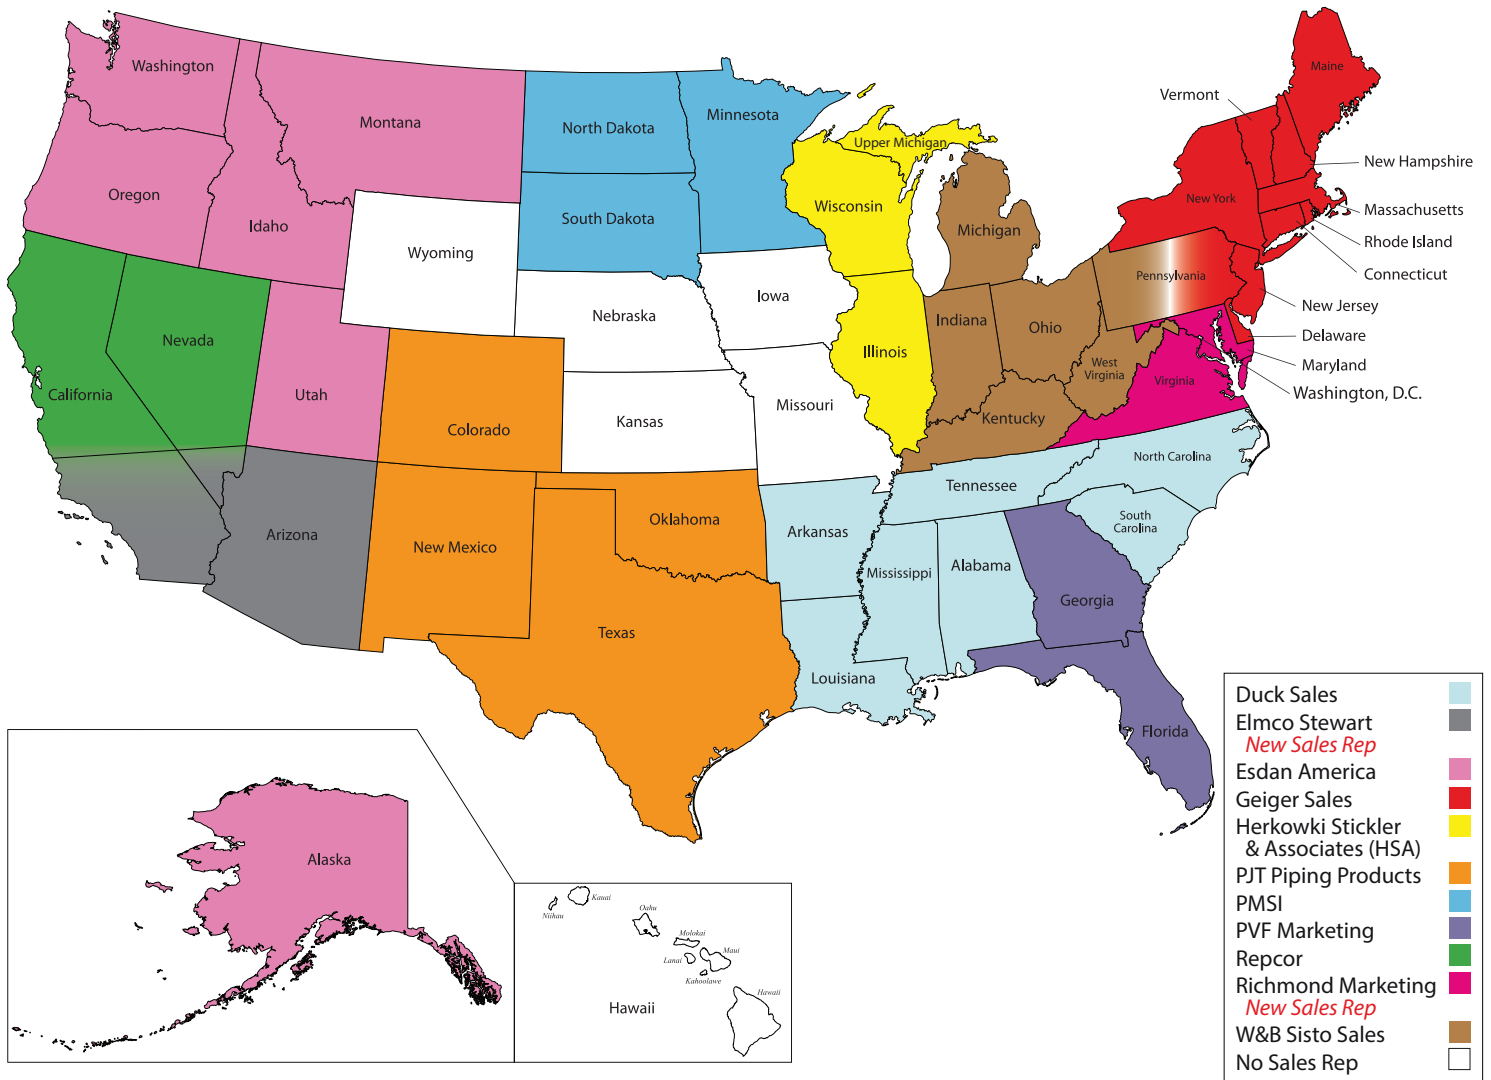 Washington
Montana
Oregon
Idaho
North Dakota
Minnesota
South Dakota
Wyoming
Upper Michigan
Wisconsin
Michigan
Vermont
Maine
New Hampshire
New York
Massachusetts
Rhode Island
Connecticut
Pennsylvania
New Jersey
Delaware
Maryland
Washington, D.C.
Iowa
Nebraska
Nevada
Illinois
Indiana
Ohio
West
Virginia
Virginia
California
Utah
Colorado
Kansas
Missouri
Kentucky
North Carolina
Tennessee
South
Carolina
Arizona
New Mexico
Oklahoma
Arkansas
Mississippi
Alabama
Georgia
Texas
Louisiana
Florida
Alaska
Niihau
Kauai
Oahu
Molokai
Lanai
Maui
Kahoolawe
Hawaii
Hawaii
Duck Sales
Elmco Stewart
New Sales Rep
Esdan America
Geiger Sales
Herkowki Stickler
& Associates (HSA)
PJT Piping Products
PMSI
PVF Marketing
Repcor
Richmond Marketing
New Sales Rep
W&B Sisto Sales
No Sales Rep